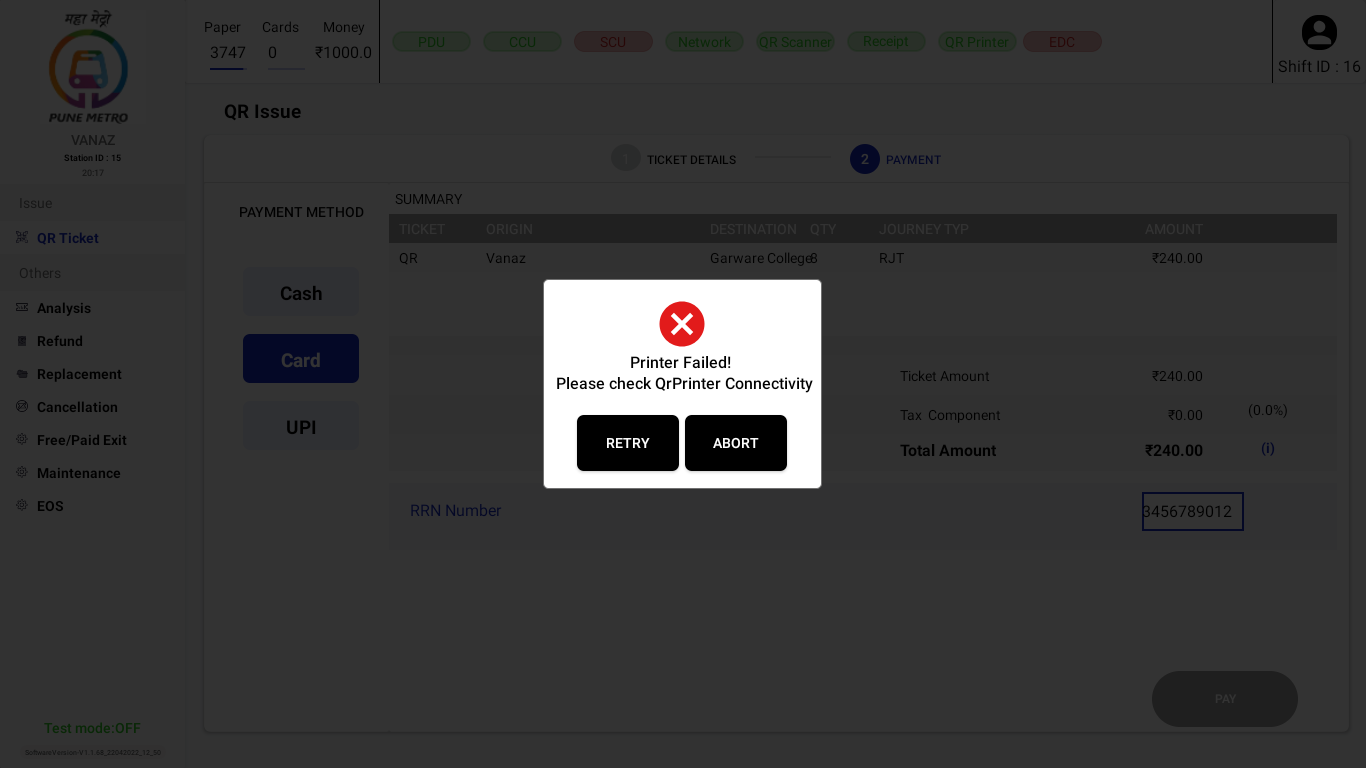 महा मेट्रो
PUNE METRO
VANAZ
Station ID : 15
20:17
Issue
QR Ticket
Others
Analysis
Refund
Replacement
Cancellation
Free/Paid Exit
Maintenance
EOS
Test mode:OFF
Paper Cards Money
3747 0 ₹1000.0
PDU CCU SCU Network QR Scanner Receipt QR Printer EDC
Shift ID : 16
QR Issue
1 TICKET DETAILS 2 PAYMENT
PAYMENT METHOD
Cash
Card
UPI
SUMMARY
TICKET ORIGIN DESTINATION QTY JOURNEY TYP AMOUNT
QR Vanaz Garware College 8 RJT ₹240.00
Ticket Amount ₹240.00
Tax Component ₹0.00 (0.0%)
Total Amount ₹240.00 (i)
RRN Number 3456789012
PAY
Printer Failed!
Please check QrPrinter Connectivity
RETRY ABORT